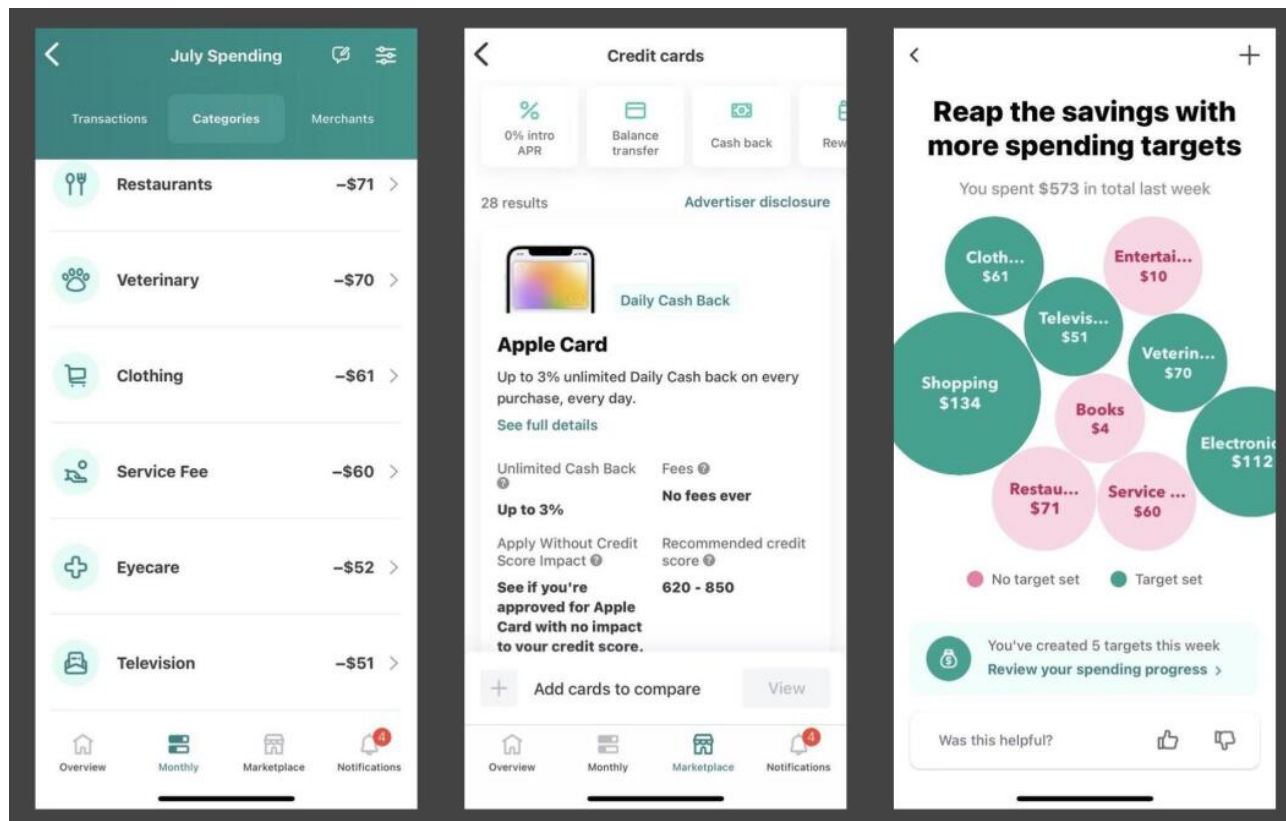 July Spending
Transactions Categories Merchants
Restaurants –$71
Veterinary –$70
Clothing –$61
Service Fee –$60
Eyecare –$52
Television –$51
4
Overview Monthly Marketplace Notifications
Credit cards
% 
0% intro
APR
Balance
transfer
Cash back
Rew
28 results Advertiser disclosure
Daily Cash Back
Apple Card
Up to 3% unlimited Daily Cash back on every
purchase, every day.
See full details
Unlimited Cash Back
Up to 3%
Fees
No fees ever
Apply Without Credit
Score Impact
See if you're
approved for Apple
Card with no impact
to your credit score.
Recommended credit
score
620 - 850
Add cards to compare View
4
Overview Monthly Marketplace Notifications
Reap the savings with
more spending targets
You spent $573 in total last week
Cloth...
$61
Entertai...
$10
Televis...
$51
Veterin...
$70
Shopping
$134
Books
$4
Electronic
$112
Restau...
$71
Service ...
$60
No target set Target set
You've created 5 targets this week
Review your spending progress >
Was this helpful?